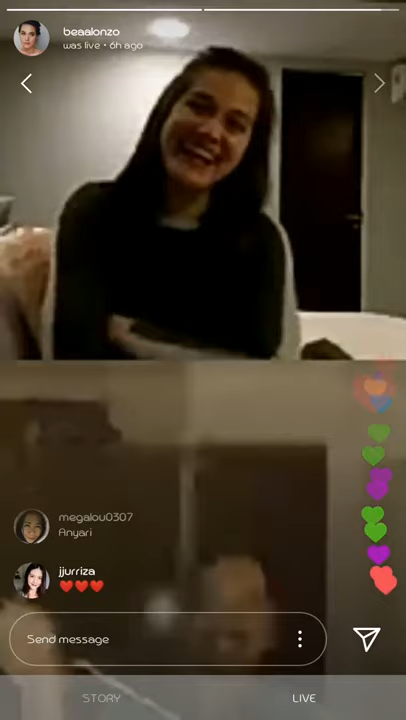 beaalonzo
was live • 6h ago
megalou0307
Anyari
jjurriza
❤️❤️❤️
Send message
STORY LIVE